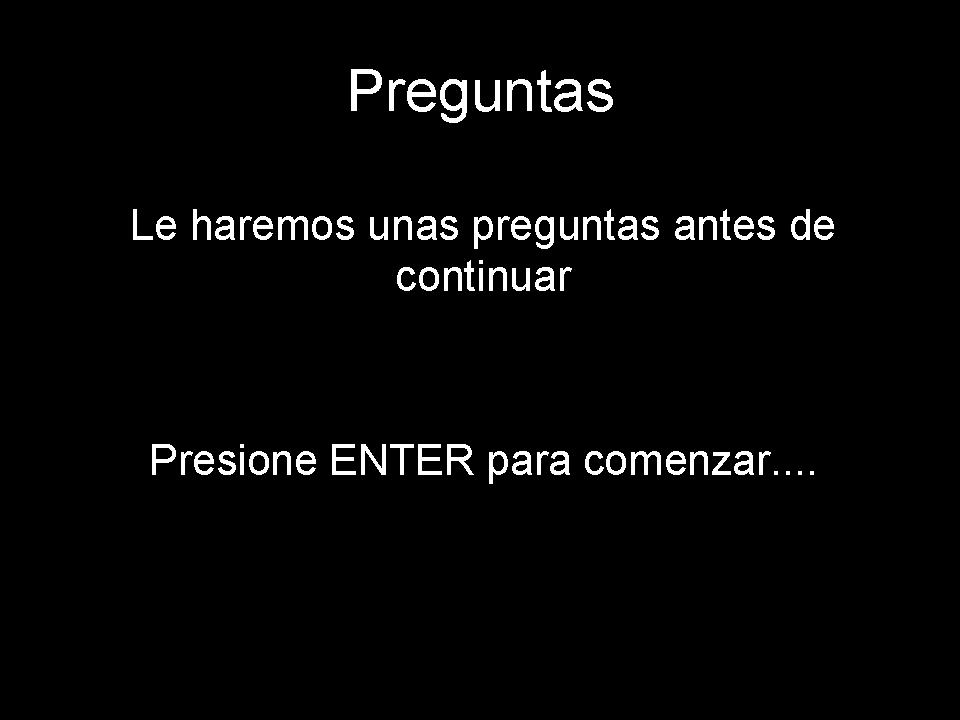 Preguntas
Le haremos unas preguntas antes de
continuar
Presione ENTER para comenzar....